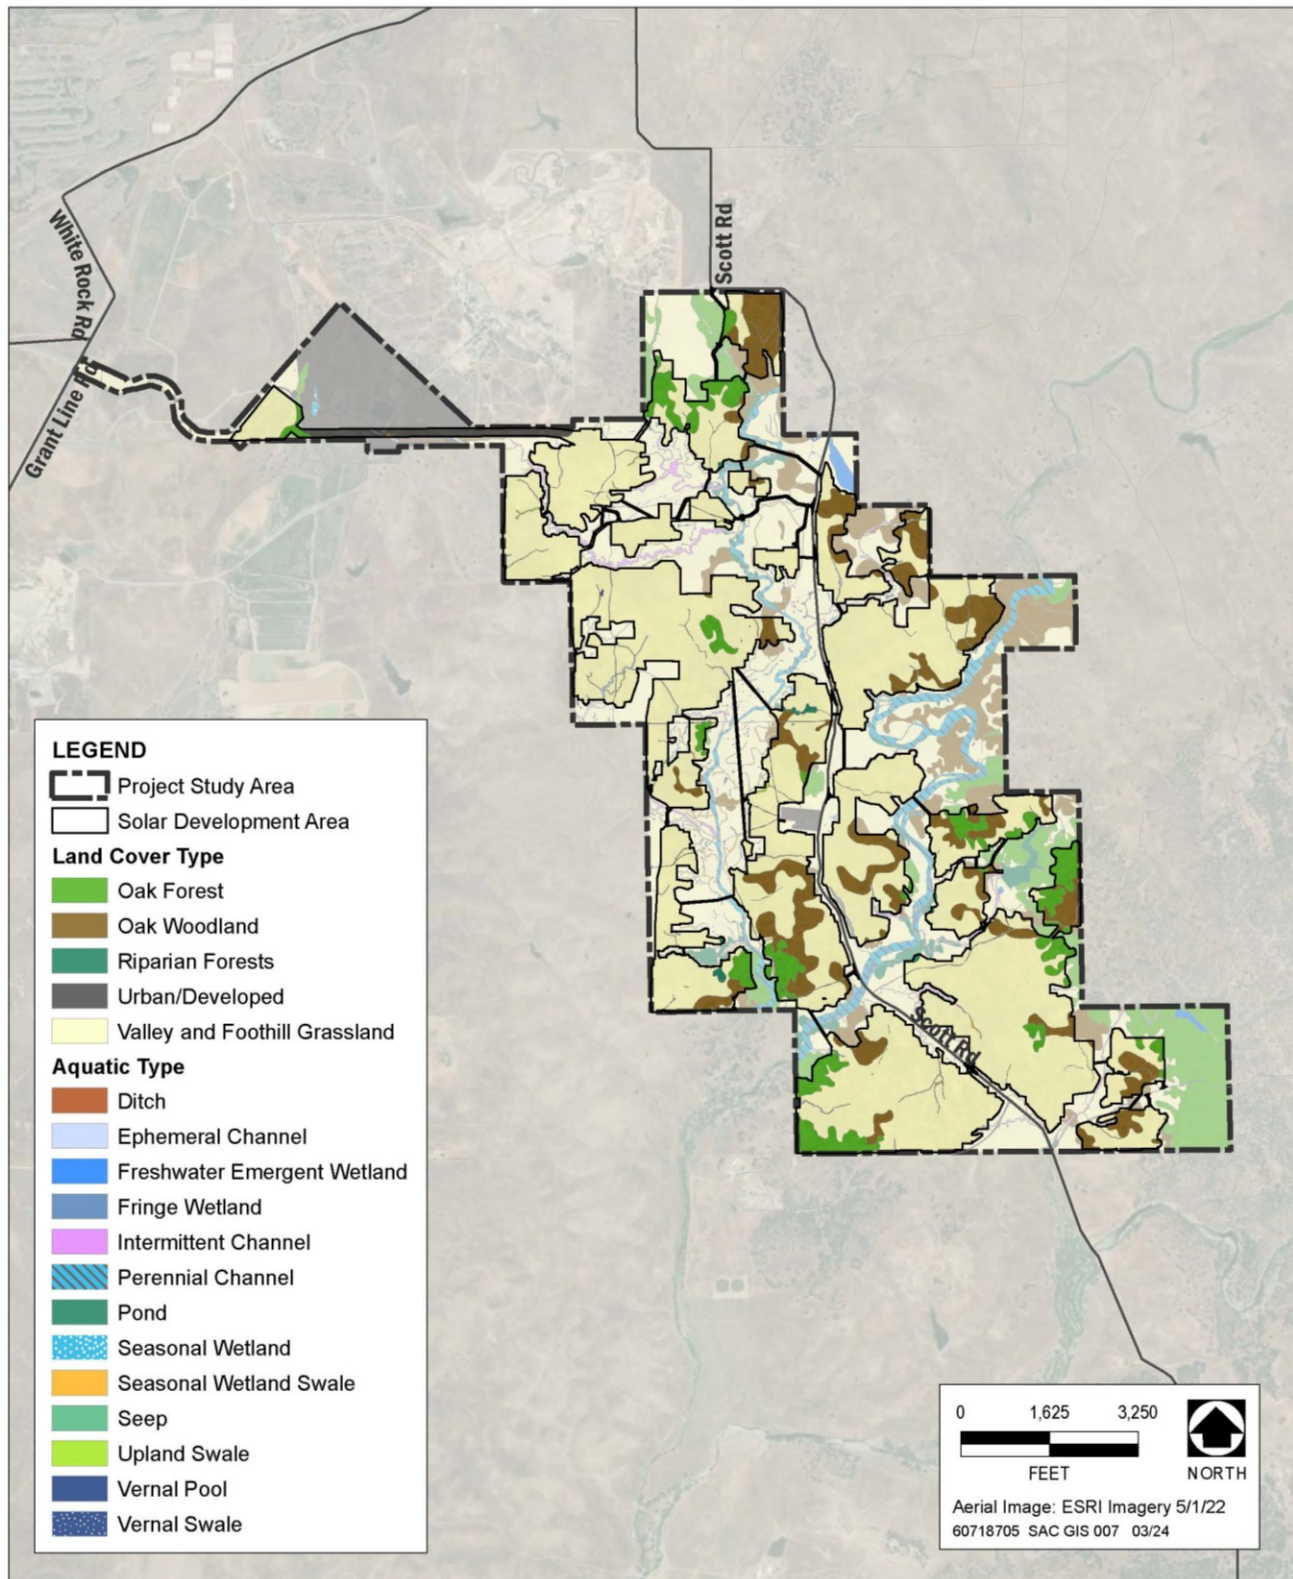 Scott Rd
White Rock Rd
Grant Line Rd
Scott Rd
LEGEND
Project Study Area
Solar Development Area
Land Cover Type
Oak Forest
Oak Woodland
Riparian Forests
Urban/Developed
Valley and Foothill Grassland
Aquatic Type
Ditch
Ephemeral Channel
Freshwater Emergent Wetland
Fringe Wetland
Intermittent Channel
Perennial Channel
Pond
Seasonal Wetland
Seasonal Wetland Swale
Seep
Upland Swale
Vernal Pool
Vernal Swale
0 1,625 3,250
FEET
NORTH
Aerial Image: ESRI Imagery 5/1/22
60718705 SAC GIS 007 03/24